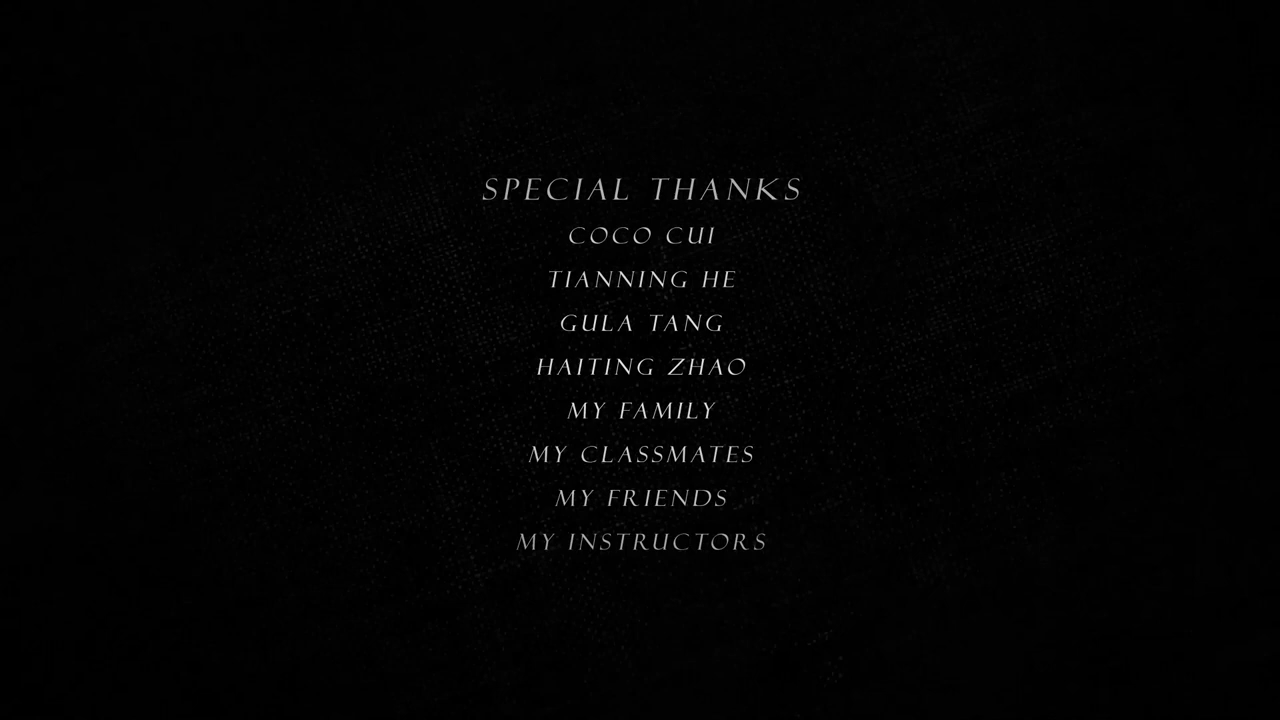 SPECIAL THANKS
COCO CUI
TIANNING HE
GULA TANG
HAITING ZHAO
MY FAMILY
MY CLASSMATES
MY FRIENDS
MY INSTRUCTORS